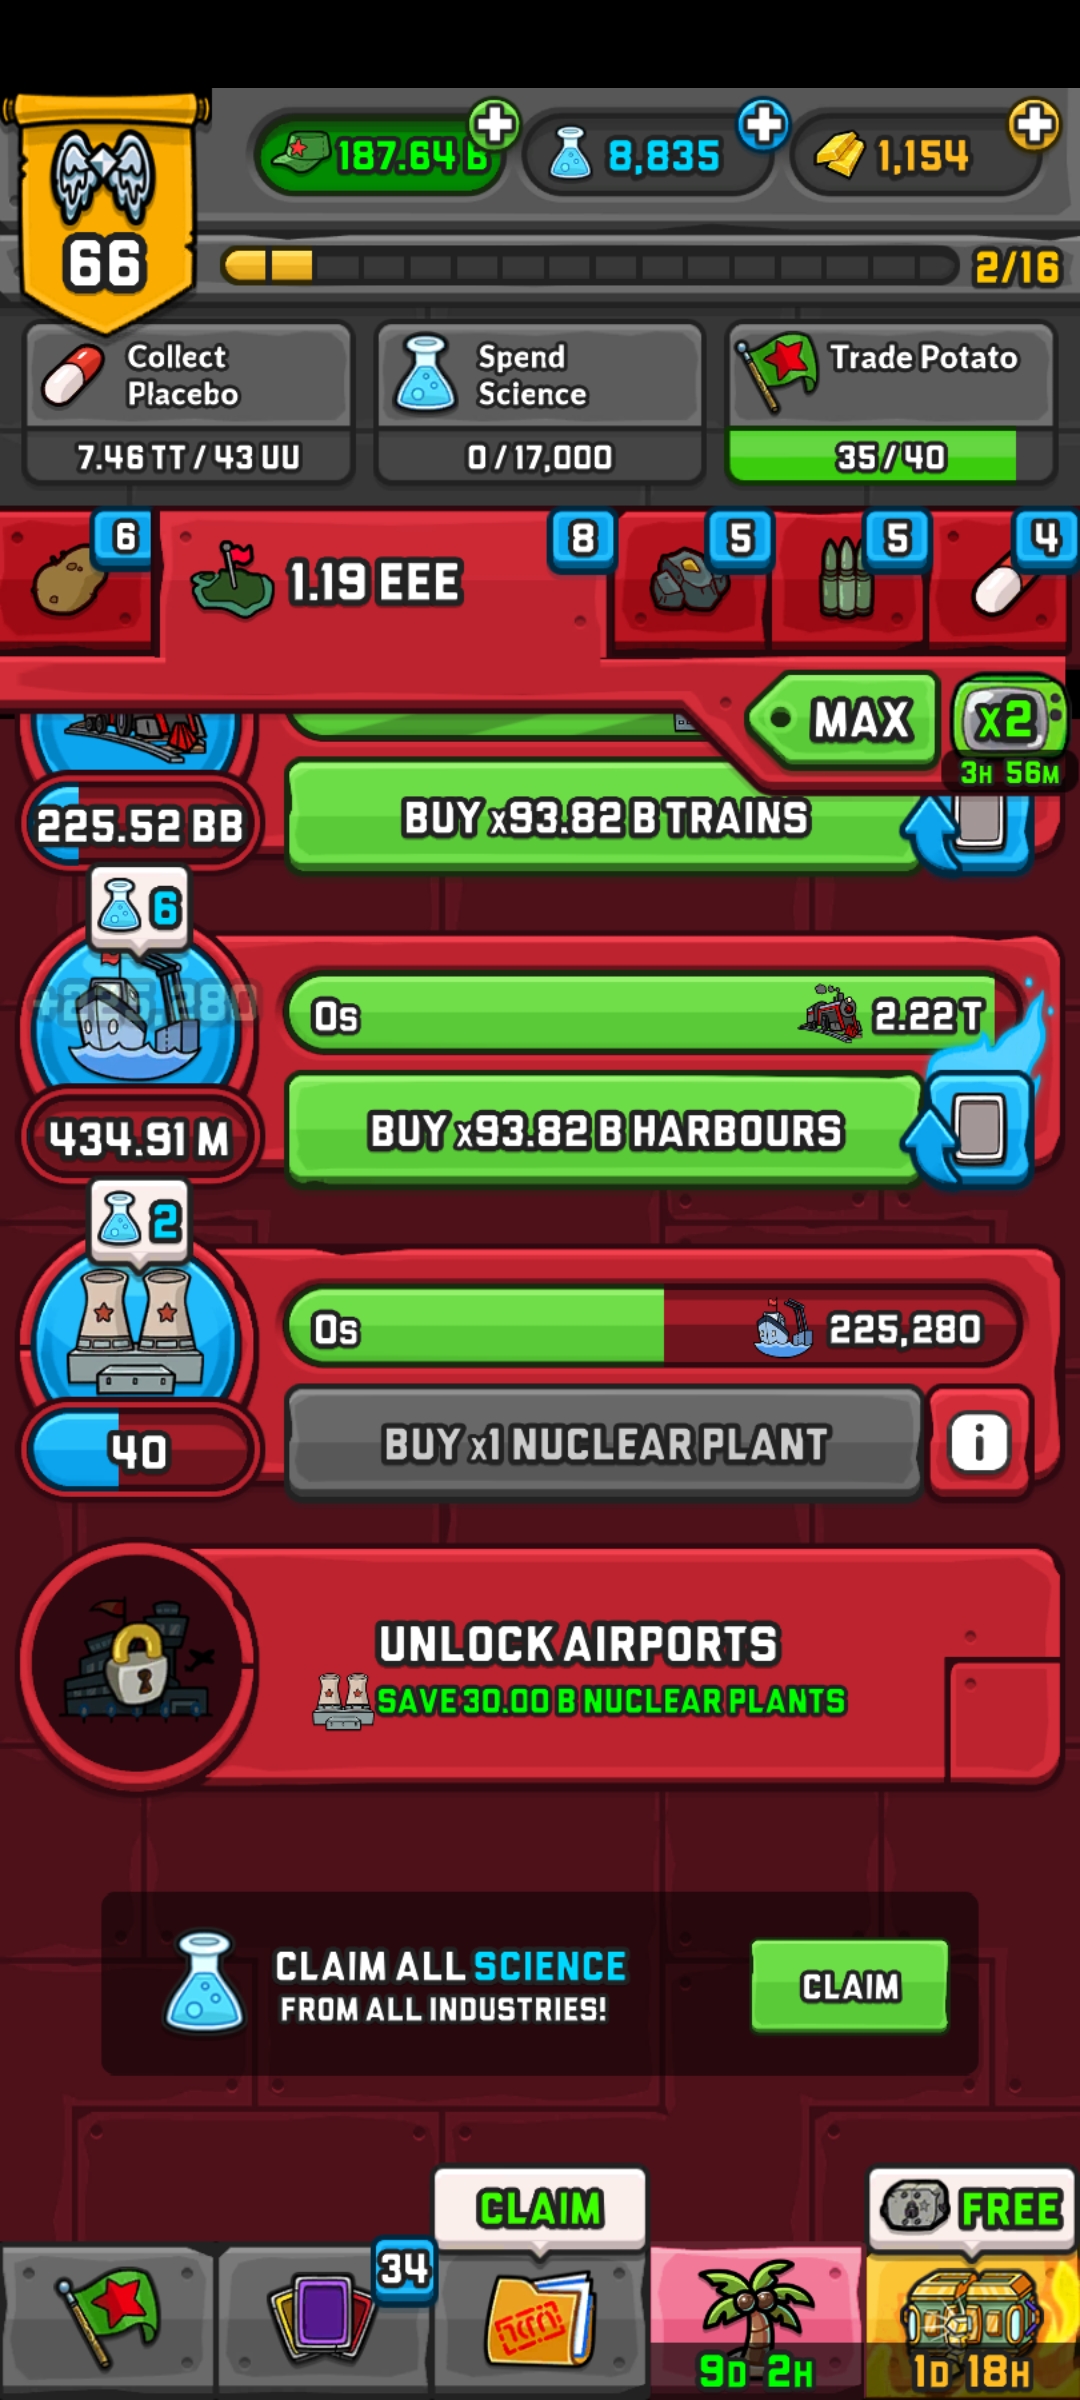 187.64 B
8,835
1,154
66
2/16
Collect
Placebo
7.46 TT / 43 UU
Spend
Science
0 / 17,000
Trade Potato
35 / 40
6
1.19 EEE
8
5
5
4
MAX
x2
3H 56M
225.52 BB
BUY x93.82 B TRAINS
6
+225,280
0s
2.22 T
434.91 M
BUY x93.82 B HARBOURS
2
0s
225,280
40
BUY x1 NUCLEAR PLANT
i
UNLOCK AIRPORTS
SAVE 30.00 B NUCLEAR PLANTS
CLAIM ALL SCIENCE
FROM ALL INDUSTRIES!
CLAIM
CLAIM
FREE
34
9D 2H
1D 18H